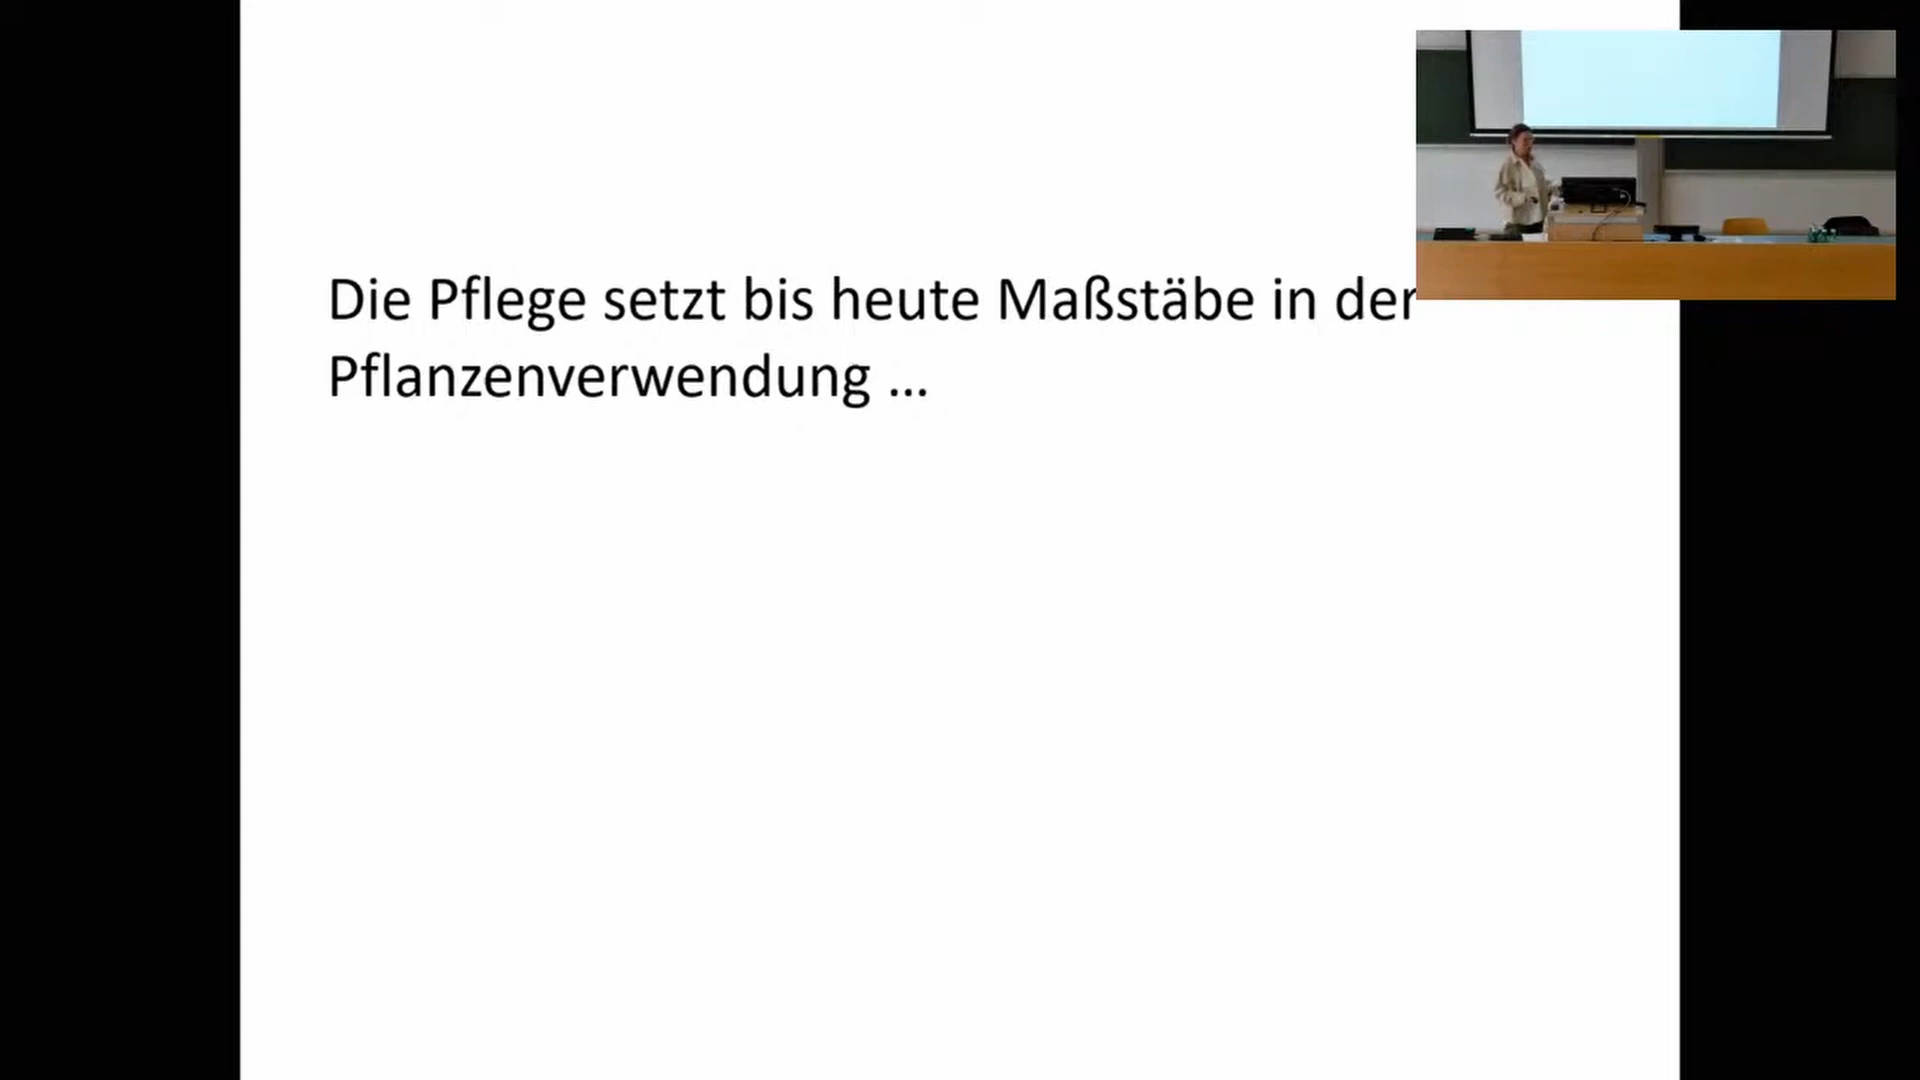 Die Pflege setzt bis heute Maßstäbe in der
Pflanzenverwendung ...